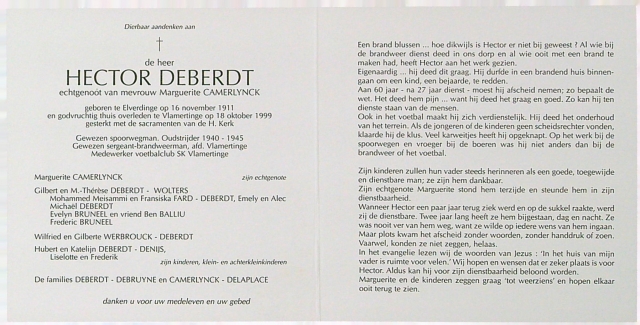 Dierbaar aandenken aan
de heer
HECTOR DEBERDT
echtgenoot van mevrouw Marguerite CAMERLYNCK
geboren te Elverdinge op 16 november 1911
en godvruchtig thuis overleden te Vlamertinge op 18 oktober 1999
gesterkt met de sacramenten van de H. Kerk
Gewezen spoorwegman. Oudstrijder 1940 - 1945
Gewezen sergeant-brandweerman, afd. Vlamertinge
Medewerker voetbalclub SK Vlamertinge
Marguerite CAMERLYNCK zijn echtgenote
Gilbert en M.-Thérèse DEBERDT - WOLTERS
Mohammed Meisammi en Fransiska FARD - DEBERDT, Emely en Alec
Michaël DEBERDT
Evelyn BRUNEEL en vriend Ben BALLIU
Frederic BRUNEEL
Wilfried en Gilberte WERBROUCK - DEBERDT
Hubert en Katelijn DEBERDT - DENIJS,
Liselotte en Frederik
zijn kinderen, klein- en achterkleinkinderen
De families DEBERDT - DEBRUYNE en CAMERLYNCK - DELAPLACE
danken u voor uw medeleven en uw gebed
Een brand blussen ... hoe dikwijls is Hector er niet bij geweest ? Al wie bij
de brandweer dienst deed in ons dorp en al wie ooit met een brand te
maken had, heeft Hector aan het werk gezien.
Eigenaardig ... hij deed dit graag. Hij durfde in een brandend huis binnen-
gaan om een kind, een bejaarde, te redden.
Aan 60 jaar - na 27 jaar dienst - moest hij afscheid nemen; zo bepaalt de
wet. Het deed hem pijn ... want hij deed het graag en goed. Zo kan hij ten
dienste staan van de mensen.
Ook in het voetbal maakt hij zich verdienstelijk. Hij deed het onderhoud
van het terrein. Als de jongeren of de kinderen geen scheidsrechter vonden,
klaarde hij de klus. Veel karweitjes heeft hij opgeknapt. Op het werk bij de
spoorwegen en vroeger bij de boeren was hij niet anders dan bij de
brandweer of het voetbal.
Zijn kinderen zullen hun vader steeds herinneren als een goede, toegewijde
en dienstbare man; ze zijn hem dankbaar.
Zijn echtgenote Marguerite stond hem terzijde en steunde hem in zijn
dienstbaarheid.
Wanneer Hector een paar jaar terug ziek werd en op de sukkel raakte, werd
zij de dienstbare. Twee jaar lang heeft ze hem bijgestaan, dag en nacht. Ze
was nooit ver van hem weg, want ze wilde op iedere wens van hem ingaan.
Maar plots kwam het afscheid zonder woorden, zonder handdruk of zoen.
Vaarwel, konden ze niet zeggen, helaas.
In het evangelie lezen wij de woorden van Jezus : 'In het huis van mijn
vader is ruimte voor velen.' Wij hopen en wensen dat er zeker plaats is voor
Hector. Aldus kan hij voor zijn dienstbaarheid beloond worden.
Marguerite en de kinderen zeggen graag 'tot weerziens' en hopen elkaar
ooit terug te zien.